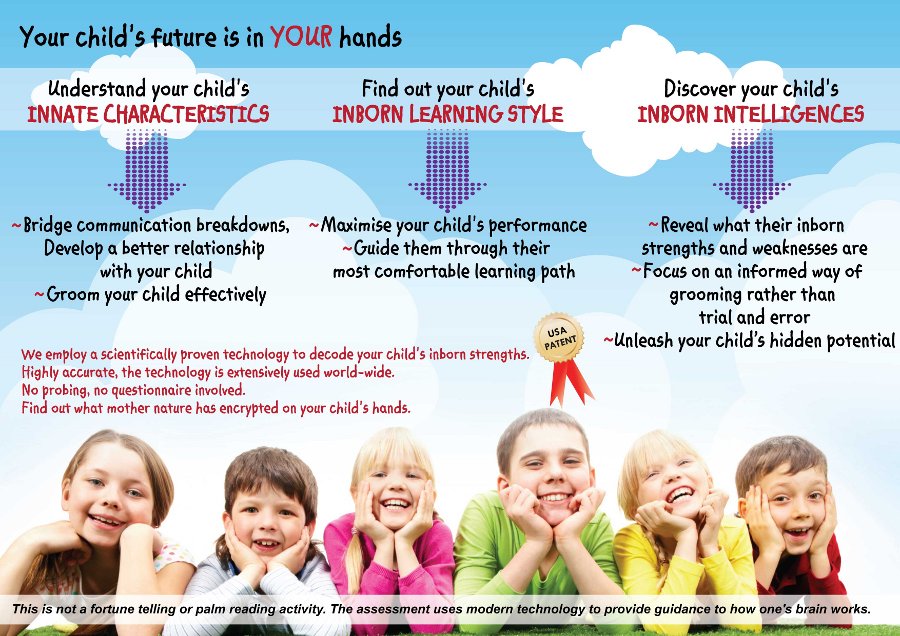 Your child's future is in YOUR hands
Understand your child's
INNATE CHARACTERISTICS
~Bridge communication breakdowns,
Develop a better relationship
with your child
~Groom your child effectively
Find out your child's
INBORN LEARNING STYLE
~Maximise your child's performance
~Guide them through their
most comfortable learning path
Discover your child's
INBORN INTELLIGENCES
~Reveal what their inborn
strengths and weaknesses are
~Focus on an informed way of
grooming rather than
trial and error
~Unleash your child's hidden potential
We employ a scientifically proven technology to decode your child's inborn strengths.
Highly accurate, the technology is extensively used world-wide.
No probing, no questionnaire involved.
Find out what mother nature has encrypted on your child's hands.
USA
PATENT
This is not a fortune telling or palm reading activity. The assessment uses modern technology to provide guidance to how one's brain works.